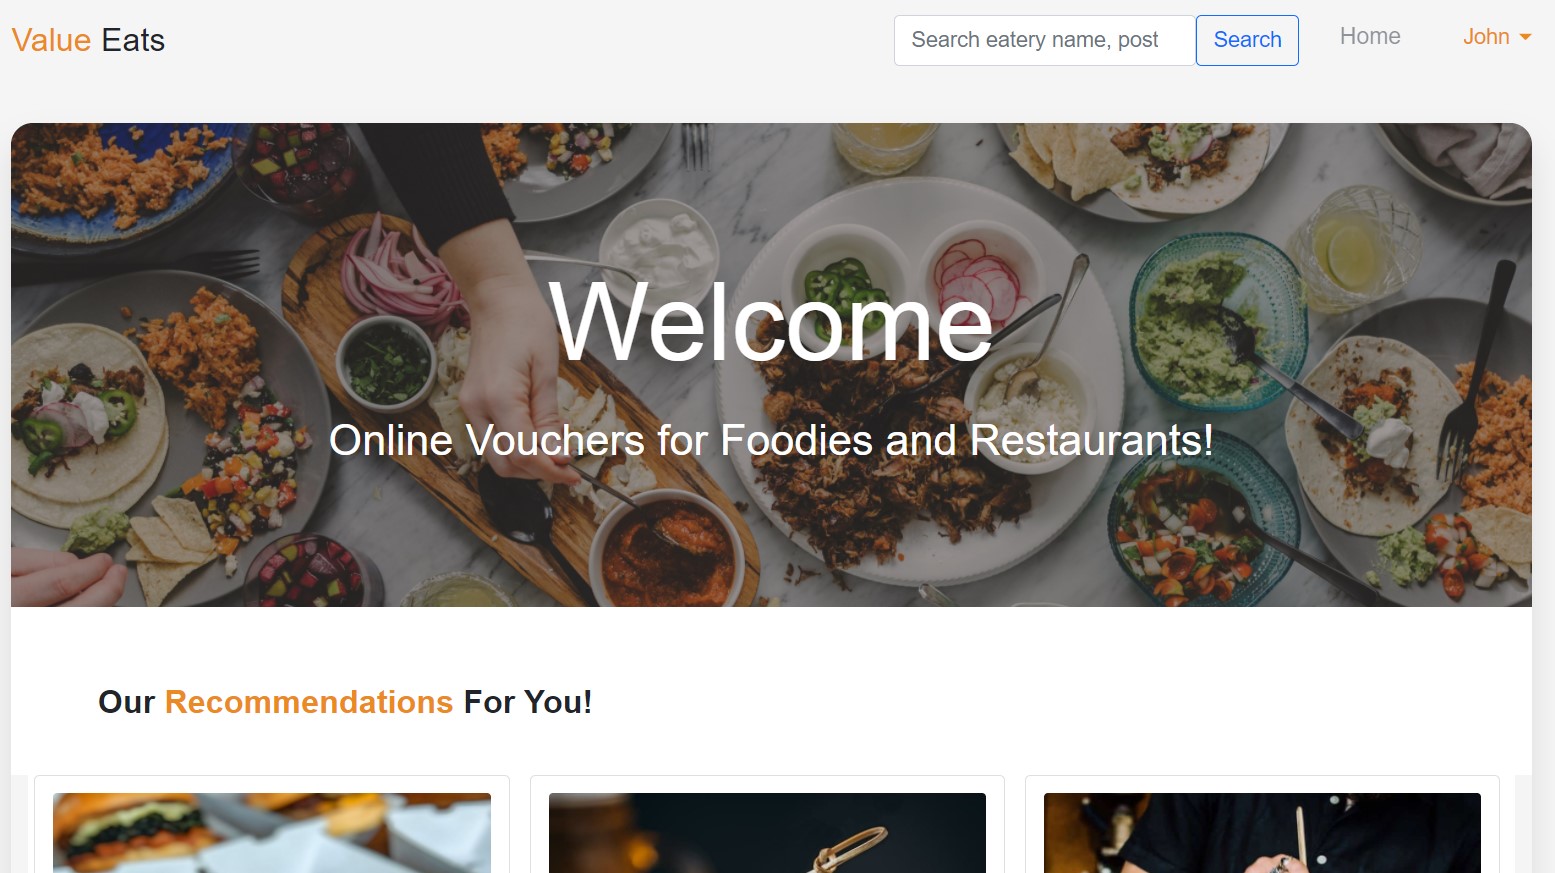 Value Eats
Search eatery name, post
Search
Home
John
Welcome
Online Vouchers for Foodies and Restaurants!
Our Recommendations For You!